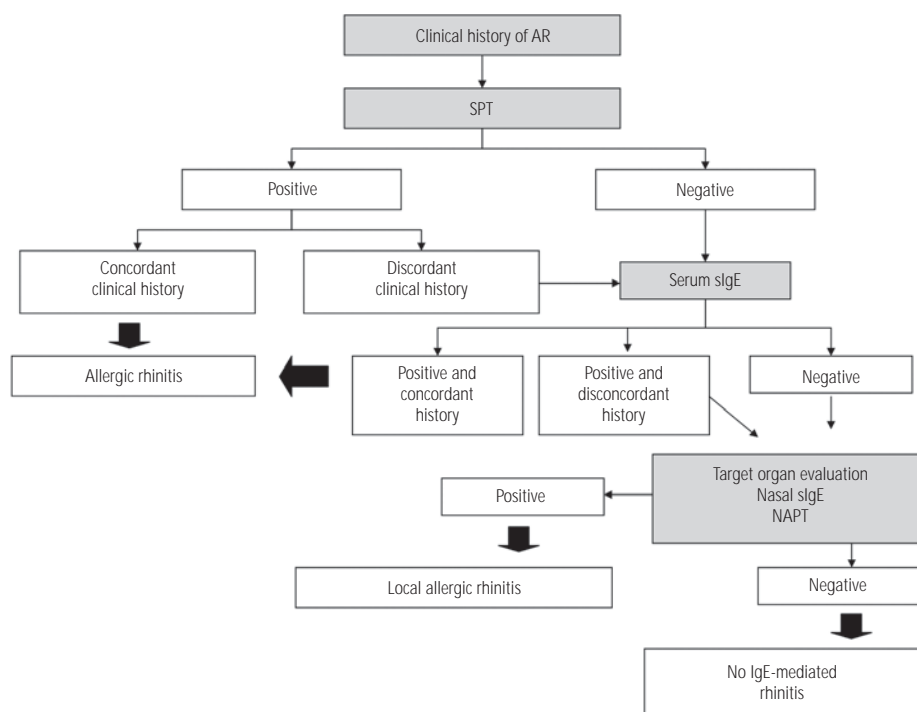 Clinical history of AR
SPT
Positive
Negative
Concordant
clinical history
Discordant
clinical history
Serum sIgE
Allergic rhinitis
Positive and
concordant
history
Positive and
disconcordant
history
Negative
Target organ evaluation
Nasal sIgE
NAPT
Positive
Local allergic rhinitis
Negative
No IgE-mediated
rhinitis